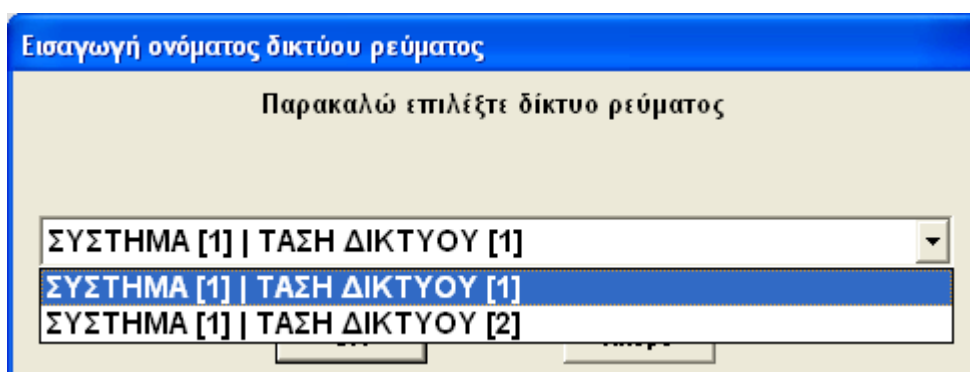 Εισαγωγή ονόματος δικτύου ρεύματος
Παρακαλώ επιλέξτε δίκτυο ρεύματος
ΣΥΣΤΗΜΑ [1] | ΤΑΣΗ ΔΙΚΤΥΟΥ [1]
ΣΥΣΤΗΜΑ [1] | ΤΑΣΗ ΔΙΚΤΥΟΥ [1]
ΣΥΣΤΗΜΑ [1] | ΤΑΣΗ ΔΙΚΤΥΟΥ [2]